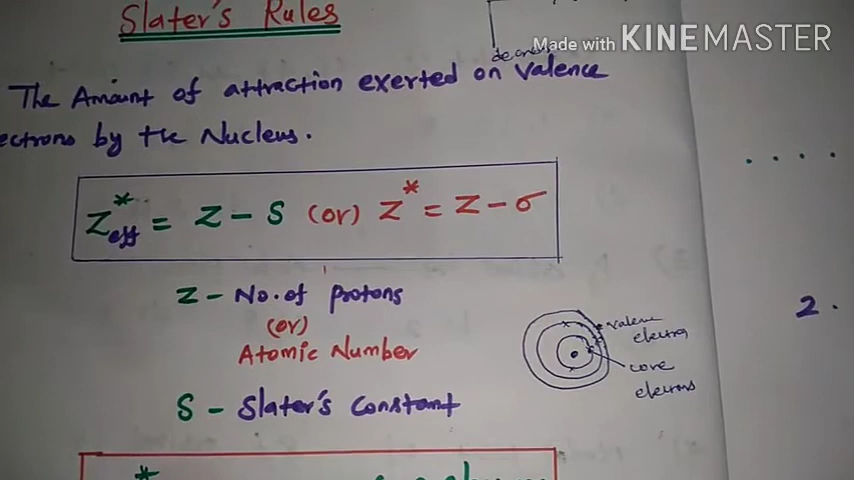 Slater's Rules
Made with KINEMASTER
The Amount of attraction exerted on Valence
ectrons by the Nucleus.
Z*eff = Z - S (or) Z* = Z - σ
Z - No. of protons
(or)
Atomic Number
S - Slater's Constant
valence
electron
core
electrons
2.